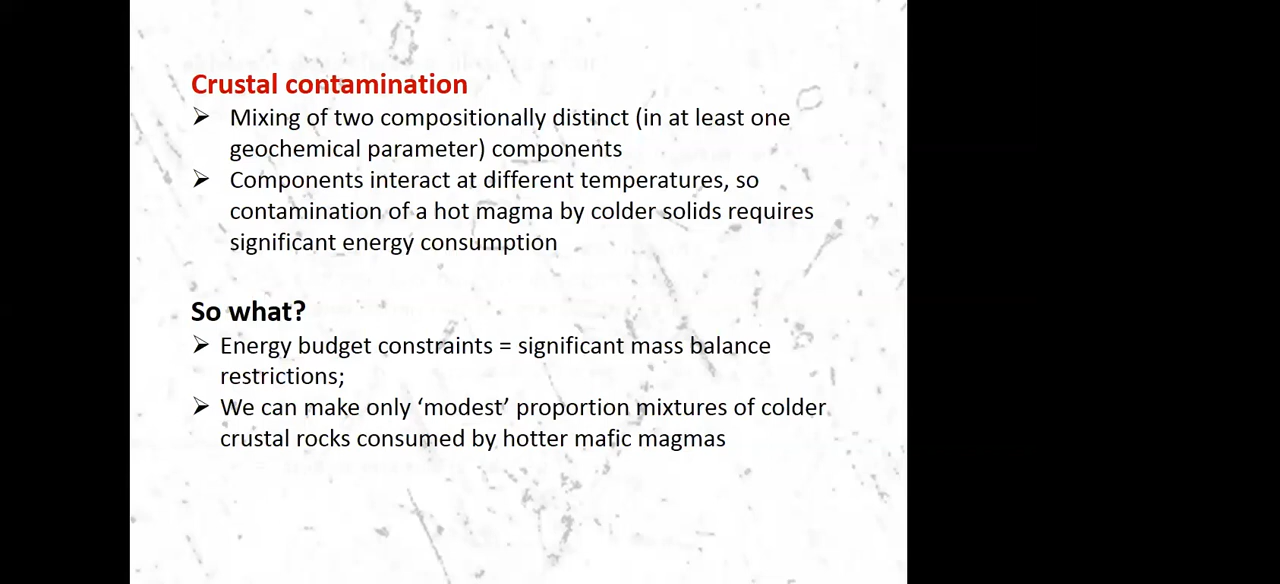 Crustal contamination
➢ Mixing of two compositionally distinct (in at least one
geochemical parameter) components
➢ Components interact at different temperatures, so
contamination of a hot magma by colder solids requires
significant energy consumption
So what?
➢ Energy budget constraints = significant mass balance
restrictions;
➢ We can make only ‘modest’ proportion mixtures of colder
crustal rocks consumed by hotter mafic magmas